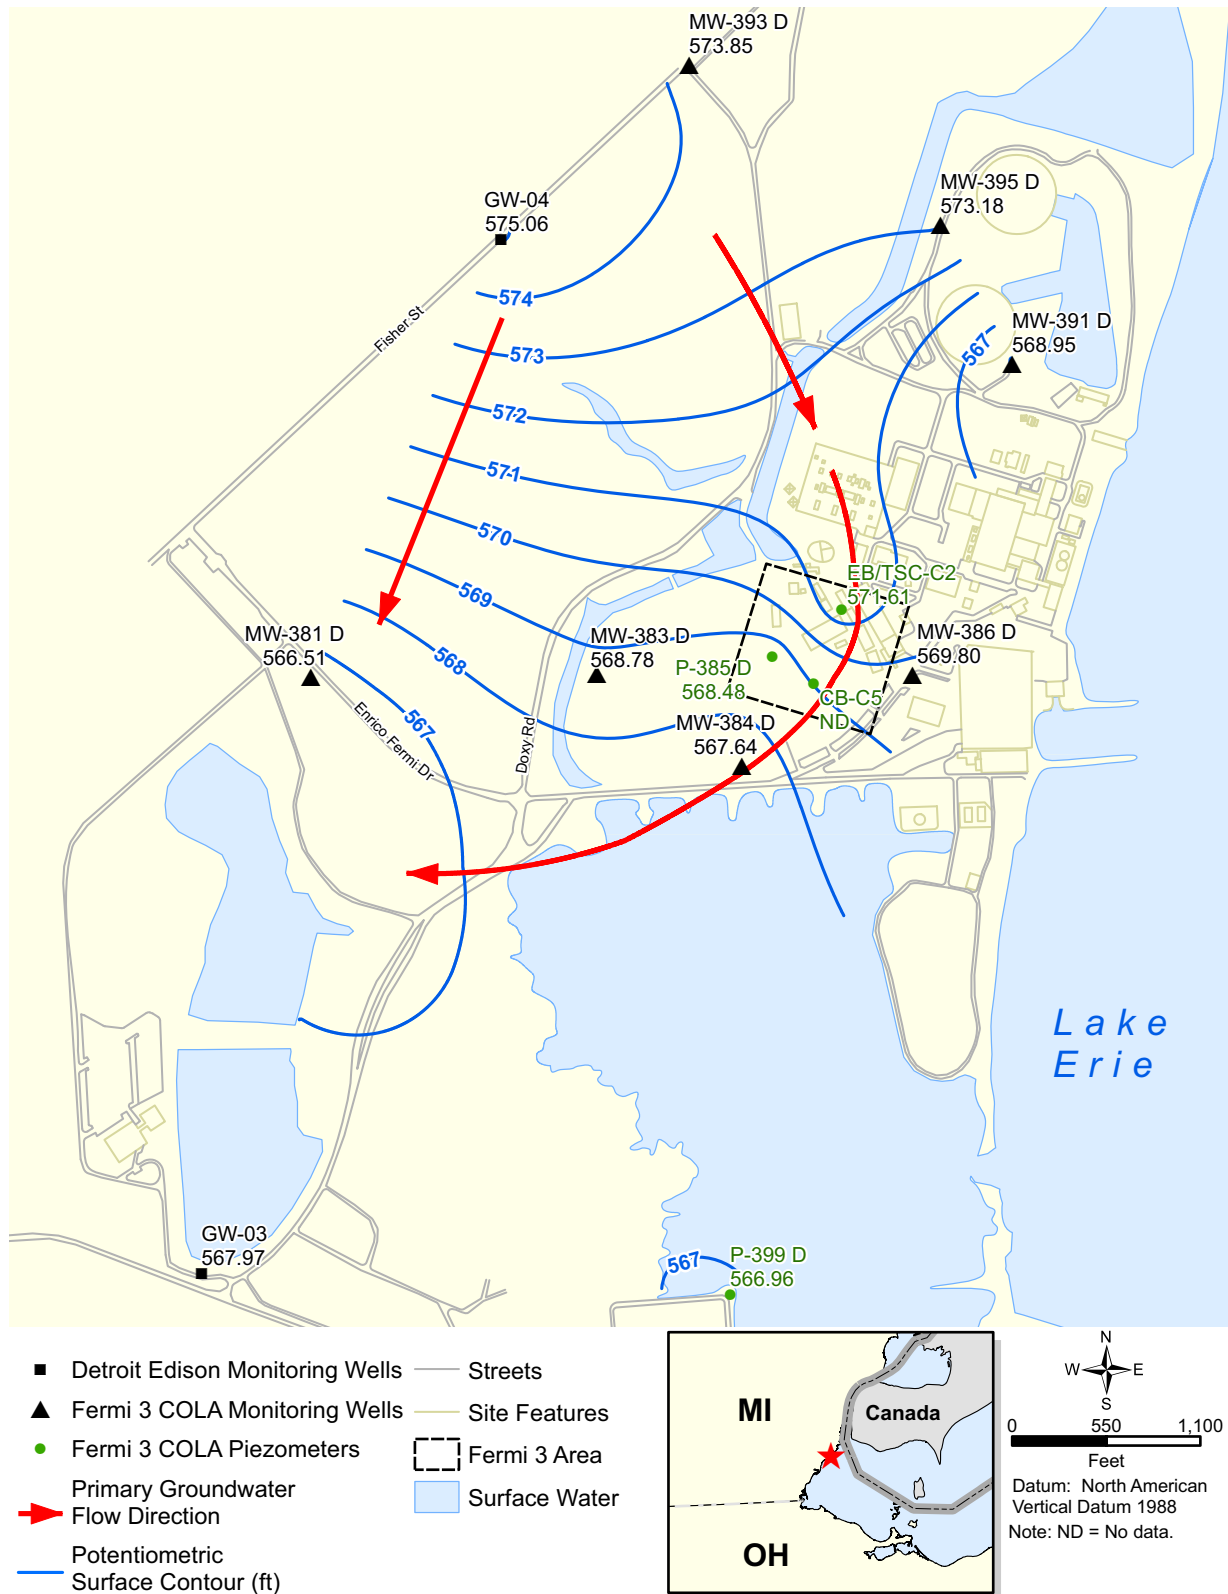 MW-393 D
573.85
MW-395 D
573.18
GW-04
575.06
574
Fisher St
573
MW-391 D
568.95
567
572
571
570
EB/TSC-C2
571.61
569
MW-381 D
566.51
MW-383 D
568.78
MW-386 D
569.80
568
P-385 D
568.48
CB-C5
ND
567
Enrico Fermi Dr
Doxy Rd
MW-384 D
567.64
Lake
Erie
GW-03
567.97
567
P-399 D
566.96
Detroit Edison Monitoring Wells
Fermi 3 COLA Monitoring Wells
Fermi 3 COLA Piezometers
Primary Groundwater
Flow Direction
Potentiometric
Surface Contour (ft)
Streets
Site Features
Fermi 3 Area
Surface Water
MI
Canada
OH
N
W E
S
0 550 1,100
Feet
Datum: North American
Vertical Datum 1988
Note: ND = No data.